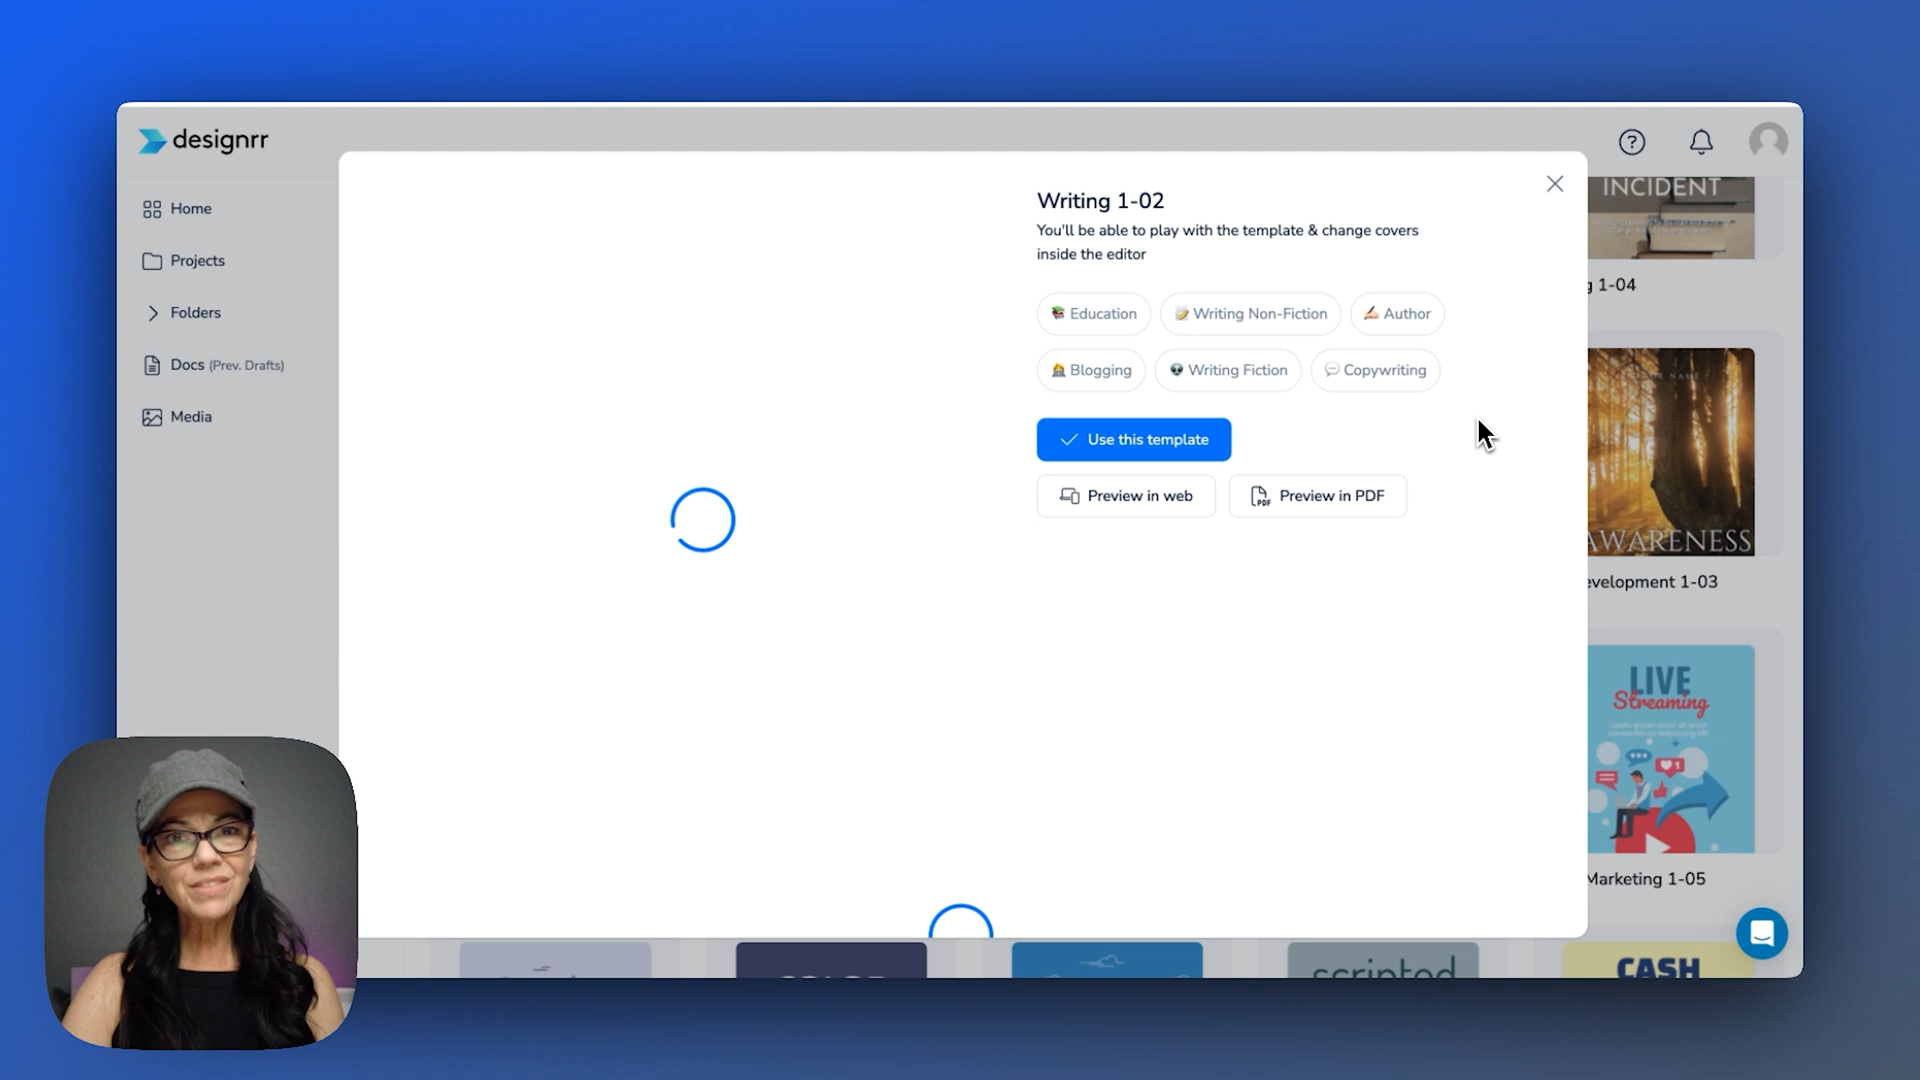 designrr
Home
Projects
Folders
Docs (Prev. Drafts)
Media
Writing 1-02
You'll be able to play with the template & change covers
inside the editor
Education
Writing Non-Fiction
Author
Blogging
Writing Fiction
Copywriting
Use this template
Preview in web
Preview in PDF
INCIDENT
g 1-04
AWARENESS
evelopment 1-03
LIVE
Streaming
Marketing 1-05
COLOR
scripted
CASH